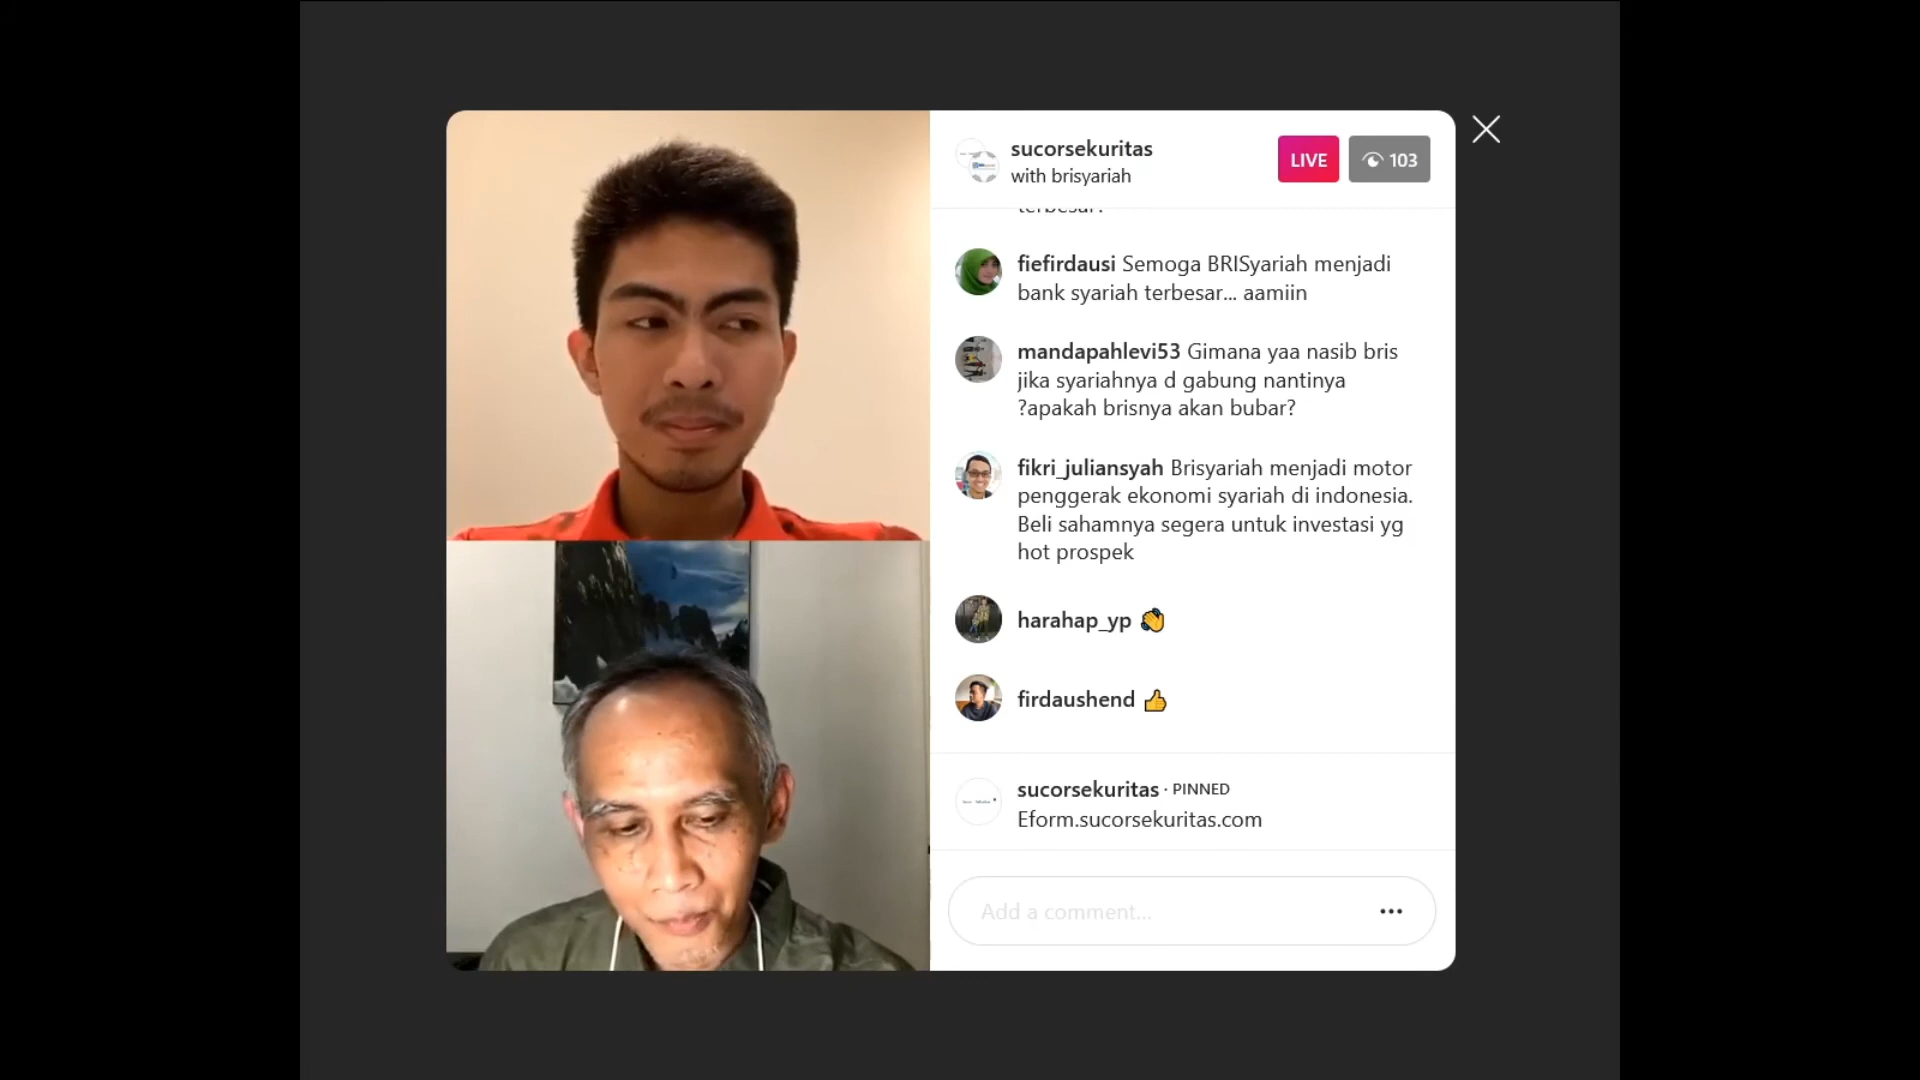 sucorsekuritas
with brisyariah
LIVE
103
terbesar?
fiefirdausi Semoga BRISyariah menjadi
bank syariah terbesar... aamiin
mandapahlevi53 Gimana yaa nasib bris
jika syariahnya d gabung nantinya
?apakah brisnya akan bubar?
fikri_juliansyah Brisyariah menjadi motor
penggerak ekonomi syariah di indonesia.
Beli sahamnya segera untuk investasi yg
hot prospek
harahap_yp 👏
firdaushend 👍
sucorsekuritas · PINNED
Eform.sucorsekuritas.com
Add a comment...